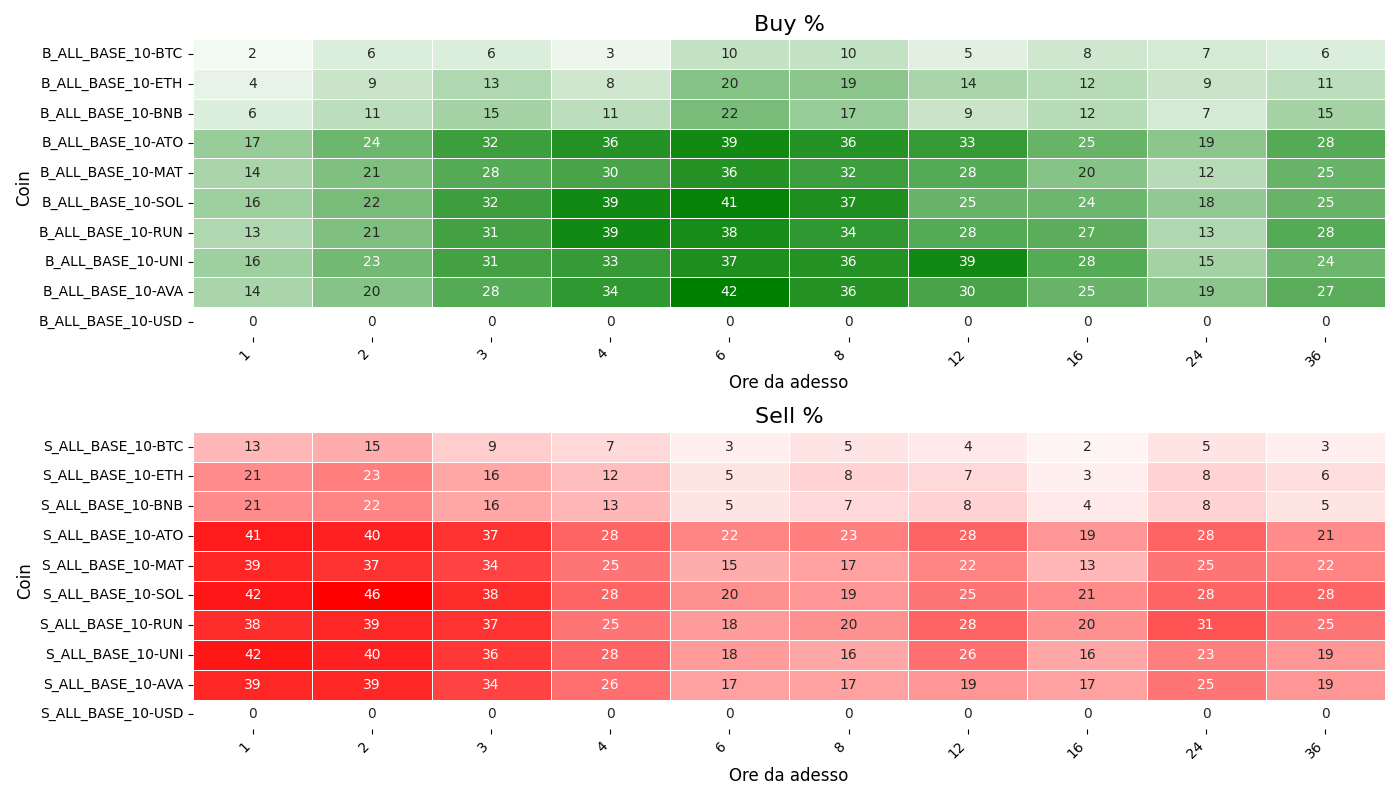 Buy %
Coin
B_ALL_BASE_10-BTC 2 6 6 3 10 10 5 8 7 6
B_ALL_BASE_10-ETH 4 9 13 8 20 19 14 12 9 11
B_ALL_BASE_10-BNB 6 11 15 11 22 17 9 12 7 15
B_ALL_BASE_10-ATO 17 24 32 36 39 36 33 25 19 28
B_ALL_BASE_10-MAT 14 21 28 30 36 32 28 20 12 25
B_ALL_BASE_10-SOL 16 22 32 39 41 37 25 24 18 25
B_ALL_BASE_10-RUN 13 21 31 39 38 34 28 27 13 28
B_ALL_BASE_10-UNI 16 23 31 33 37 36 39 28 15 24
B_ALL_BASE_10-AVA 14 20 28 34 42 36 30 25 19 27
B_ALL_BASE_10-USD 0 0 0 0 0 0 0 0 0 0
1 2 3 4 6 8 12 16 24 36
Ore da adesso
Sell %
Coin
S_ALL_BASE_10-BTC 13 15 9 7 3 5 4 2 5 3
S_ALL_BASE_10-ETH 21 23 16 12 5 8 7 3 8 6
S_ALL_BASE_10-BNB 21 22 16 13 5 7 8 4 8 5
S_ALL_BASE_10-ATO 41 40 37 28 22 23 28 19 28 21
S_ALL_BASE_10-MAT 39 37 34 25 15 17 22 13 25 22
S_ALL_BASE_10-SOL 42 46 38 28 20 19 25 21 28 28
S_ALL_BASE_10-RUN 38 39 37 25 18 20 28 20 31 25
S_ALL_BASE_10-UNI 42 40 36 28 18 16 26 16 23 19
S_ALL_BASE_10-AVA 39 39 34 26 17 17 19 17 25 19
S_ALL_BASE_10-USD 0 0 0 0 0 0 0 0 0 0
1 2 3 4 6 8 12 16 24 36
Ore da adesso